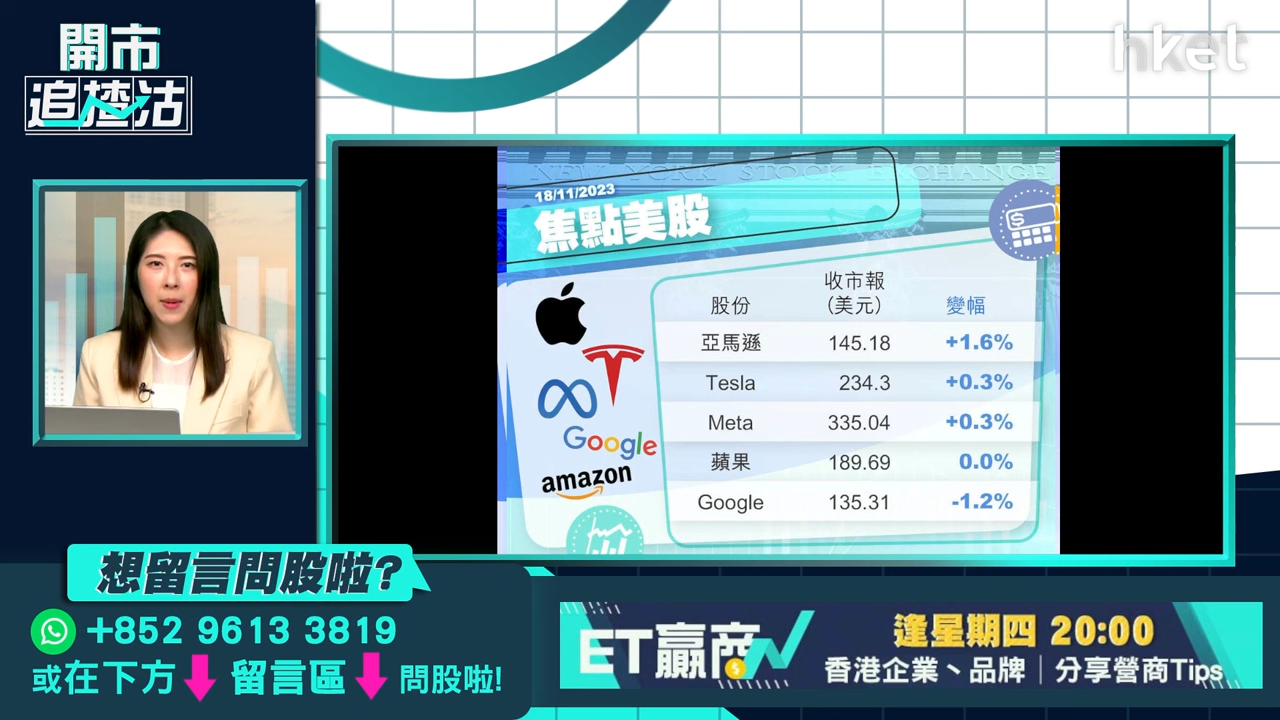 開市
追揸沽
hket
NEW YORK STOCK EXCHANGE
18/11/2023
焦點美股
股份 收市報(美元) 變幅
亞馬遜 145.18 +1.6%
Tesla 234.3 +0.3%
Meta 335.04 +0.3%
蘋果 189.69 0.0%
Google 135.31 -1.2%
Google
amazon
想留言問股啦?
+852 9613 3819
或在下方 留言區 問股啦!
ET贏商
逢星期四 20:00
香港企業、品牌｜分享營商Tips